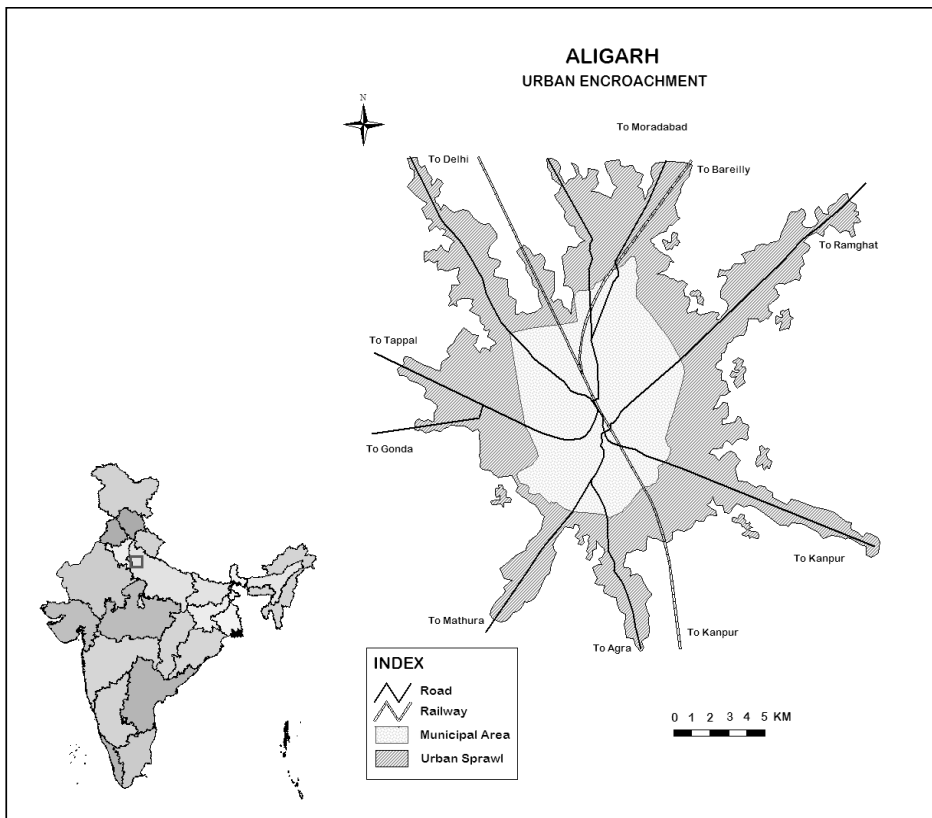 ALIGARH
URBAN ENCROACHMENT
N
To Moradabad
To Delhi
To Bareilly
To Ramghat
To Tappal
To Gonda
To Kanpur
To Mathura
To Kanpur
To Agra
INDEX
Road
Railway
Municipal Area
Urban Sprawl
0 1 2 3 4 5 KM